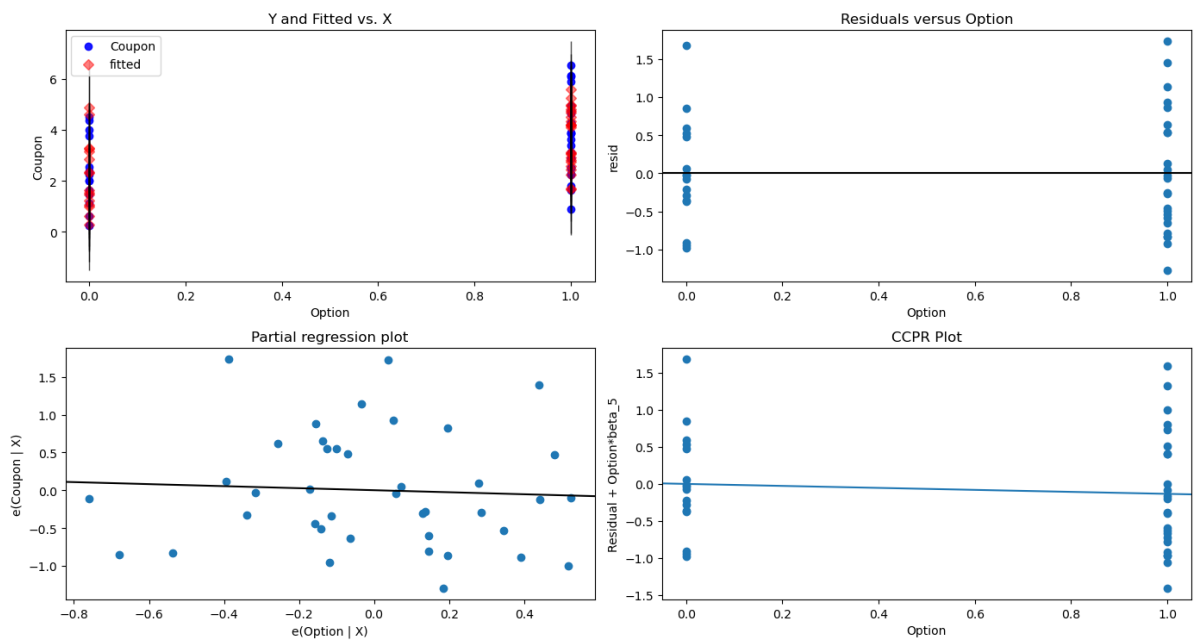 Y and Fitted vs. X
Coupon
fitted
Coupon
6
4
2
0
0.0 0.2 0.4 0.6 0.8 1.0
Option
Residuals versus Option
resid
1.5
1.0
0.5
0.0
−0.5
−1.0
0.0 0.2 0.4 0.6 0.8 1.0
Option
Partial regression plot
e(Coupon | X)
1.5
1.0
0.5
0.0
−0.5
−1.0
−0.8 −0.6 −0.4 −0.2 0.0 0.2 0.4
e(Option | X)
CCPR Plot
Residual + Option*beta_5
1.5
1.0
0.5
0.0
−0.5
−1.0
−1.5
0.0 0.2 0.4 0.6 0.8 1.0
Option